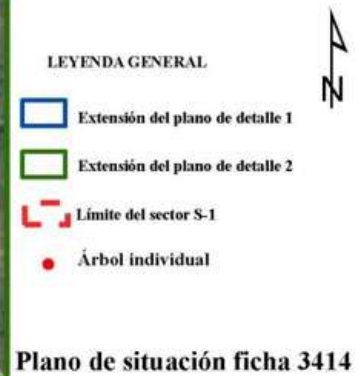 N
LEYENDA GENERAL
Extensión del plano de detalle 1
Extensión del plano de detalle 2
Límite del sector S-1
Árbol individual
Plano de situación ficha 3414